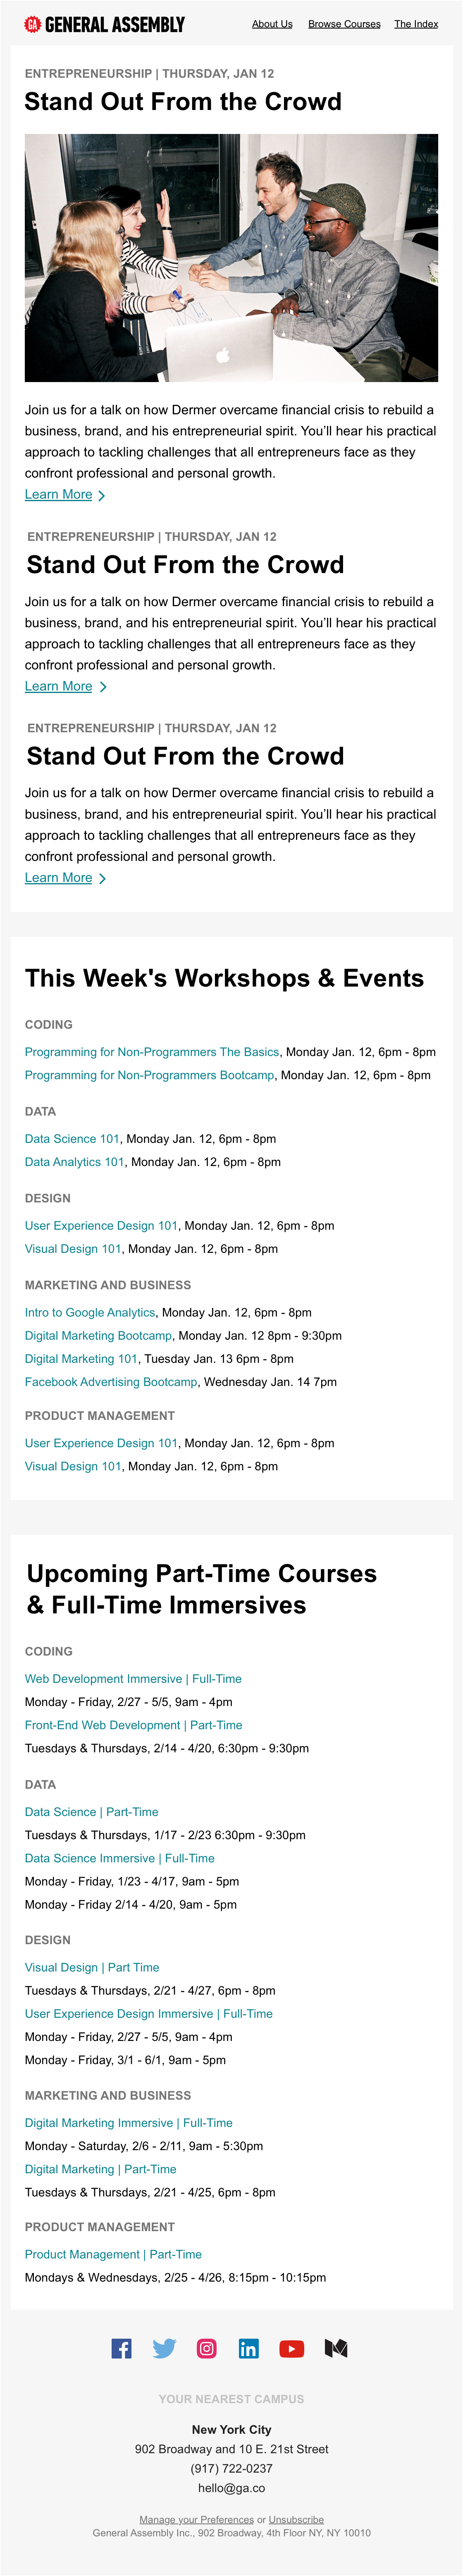 GA GENERAL ASSEMBLY
About Us Browse Courses The Index
ENTREPRENEURSHIP | THURSDAY, JAN 12
Stand Out From the Crowd
Join us for a talk on how Dermer overcame financial crisis to rebuild a
business, brand, and his entrepreneurial spirit. You’ll hear his practical
approach to tackling challenges that all entrepreneurs face as they
confront professional and personal growth.
Learn More
ENTREPRENEURSHIP | THURSDAY, JAN 12
Stand Out From the Crowd
Join us for a talk on how Dermer overcame financial crisis to rebuild a
business, brand, and his entrepreneurial spirit. You’ll hear his practical
approach to tackling challenges that all entrepreneurs face as they
confront professional and personal growth.
Learn More
ENTREPRENEURSHIP | THURSDAY, JAN 12
Stand Out From the Crowd
Join us for a talk on how Dermer overcame financial crisis to rebuild a
business, brand, and his entrepreneurial spirit. You’ll hear his practical
approach to tackling challenges that all entrepreneurs face as they
confront professional and personal growth.
Learn More
This Week's Workshops & Events
CODING
Programming for Non-Programmers The Basics, Monday Jan. 12, 6pm - 8pm
Programming for Non-Programmers Bootcamp, Monday Jan. 12, 6pm - 8pm
DATA
Data Science 101, Monday Jan. 12, 6pm - 8pm
Data Analytics 101, Monday Jan. 12, 6pm - 8pm
DESIGN
User Experience Design 101, Monday Jan. 12, 6pm - 8pm
Visual Design 101, Monday Jan. 12, 6pm - 8pm
MARKETING AND BUSINESS
Intro to Google Analytics, Monday Jan. 12, 6pm - 8pm
Digital Marketing Bootcamp, Monday Jan. 12 8pm - 9:30pm
Digital Marketing 101, Tuesday Jan. 13 6pm - 8pm
Facebook Advertising Bootcamp, Wednesday Jan. 14 7pm
PRODUCT MANAGEMENT
User Experience Design 101, Monday Jan. 12, 6pm - 8pm
Visual Design 101, Monday Jan. 12, 6pm - 8pm
Upcoming Part-Time Courses
& Full-Time Immersives
CODING
Web Development Immersive | Full-Time
Monday - Friday, 2/27 - 5/5, 9am - 4pm
Front-End Web Development | Part-Time
Tuesdays & Thursdays, 2/14 - 4/20, 6:30pm - 9:30pm
DATA
Data Science | Part-Time
Tuesdays & Thursdays, 1/17 - 2/23 6:30pm - 9:30pm
Data Science Immersive | Full-Time
Monday - Friday, 1/23 - 4/17, 9am - 5pm
Monday - Friday 2/14 - 4/20, 9am - 5pm
DESIGN
Visual Design | Part Time
Tuesdays & Thursdays, 2/21 - 4/27, 6pm - 8pm
User Experience Design Immersive | Full-Time
Monday - Friday, 2/27 - 5/5, 9am - 4pm
Monday - Friday, 3/1 - 6/1, 9am - 5pm
MARKETING AND BUSINESS
Digital Marketing Immersive | Full-Time
Monday - Saturday, 2/6 - 2/11, 9am - 5:30pm
Digital Marketing | Part-Time
Tuesdays & Thursdays, 2/21 - 4/25, 6pm - 8pm
PRODUCT MANAGEMENT
Product Management | Part-Time
Mondays & Wednesdays, 2/25 - 4/26, 8:15pm - 10:15pm
YOUR NEAREST CAMPUS
New York City
902 Broadway and 10 E. 21st Street
(917) 722-0237
hello@ga.co
Manage your Preferences or Unsubscribe
General Assembly Inc., 902 Broadway, 4th Floor NY, NY 10010